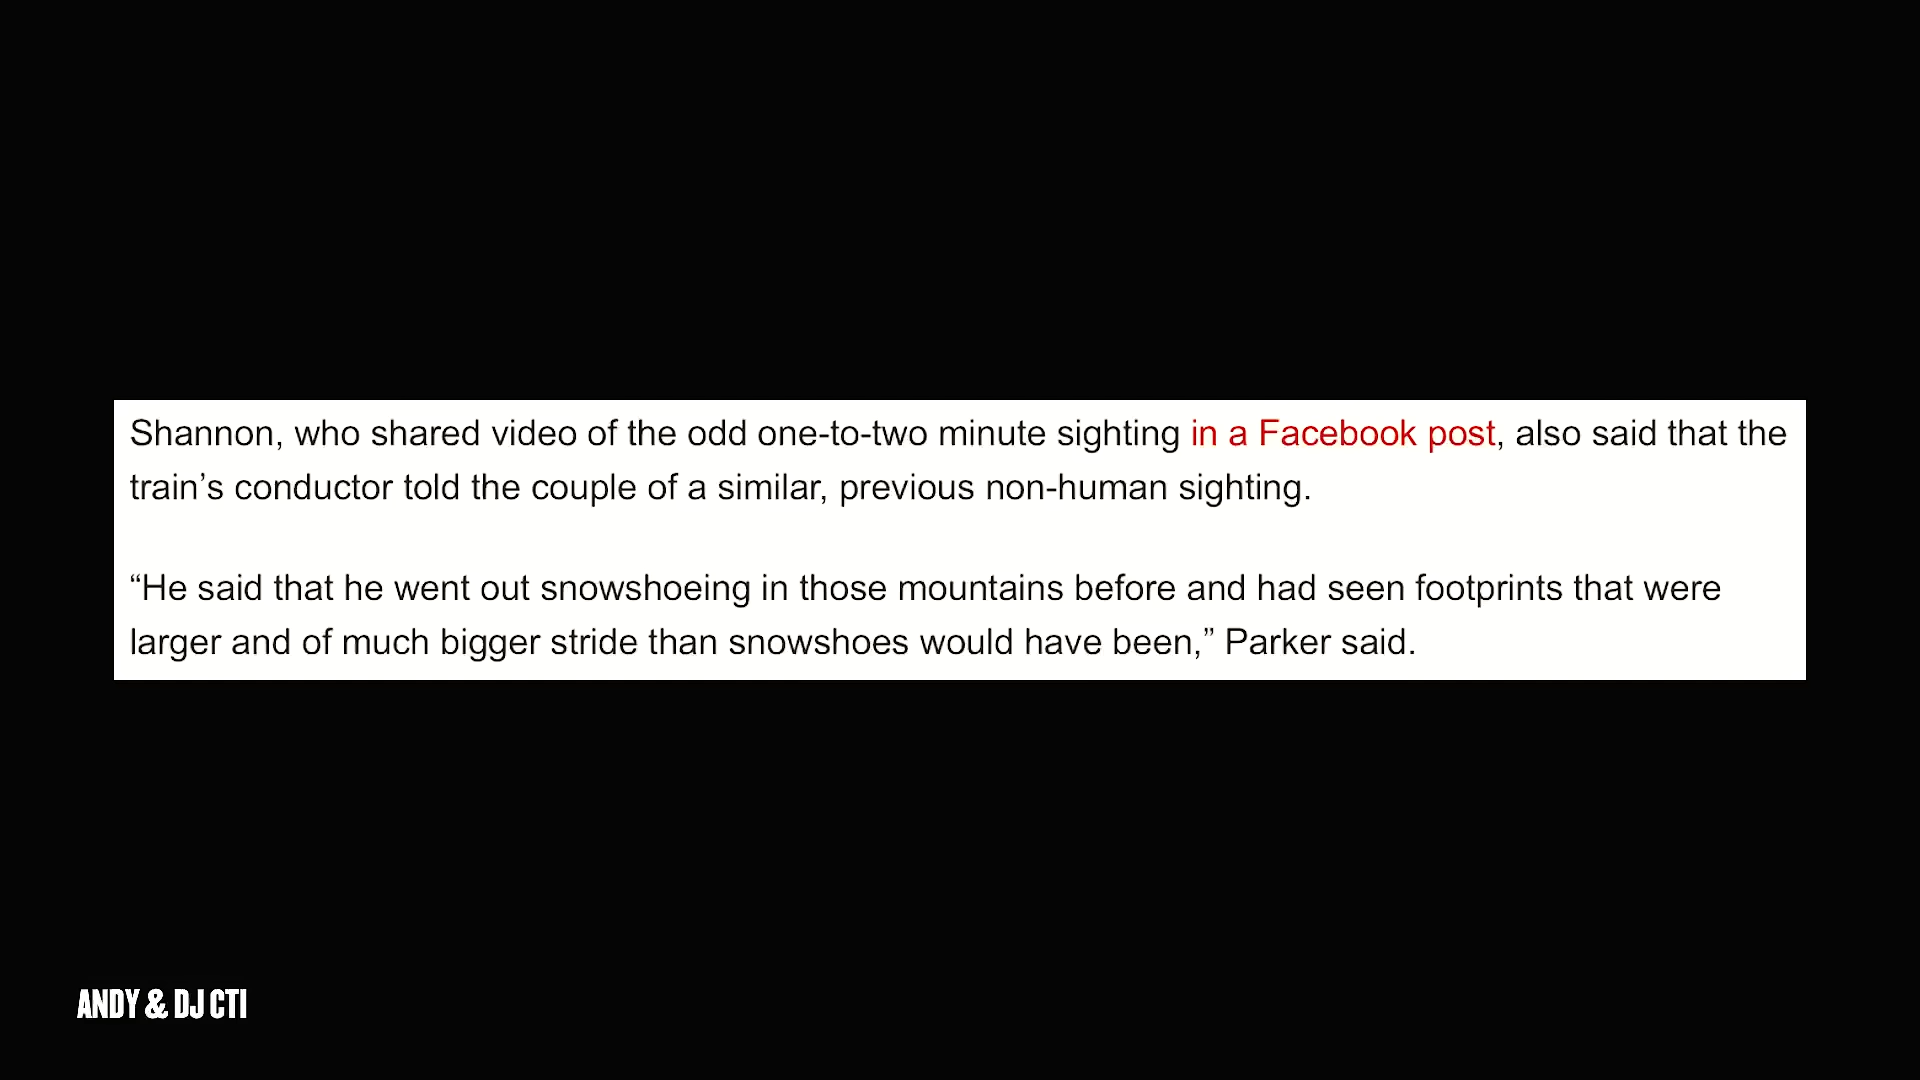 Shannon, who shared video of the odd one-to-two minute sighting in a Facebook post, also said that the
train’s conductor told the couple of a similar, previous non-human sighting.
“He said that he went out snowshoeing in those mountains before and had seen footprints that were
larger and of much bigger stride than snowshoes would have been,” Parker said.
ANDY & DJ CTI